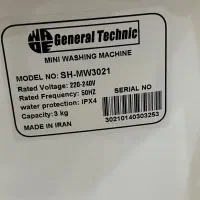 WADE General Technic
MINI WASHING MACHINE
MODEL NO: SH-MW3021
Rated Voltage: 220-240V
Rated Frequency: 50HZ
water protection: IPX4
Capacity: 3 kg
MADE IN IRAN
SERIAL NO
30210140303253